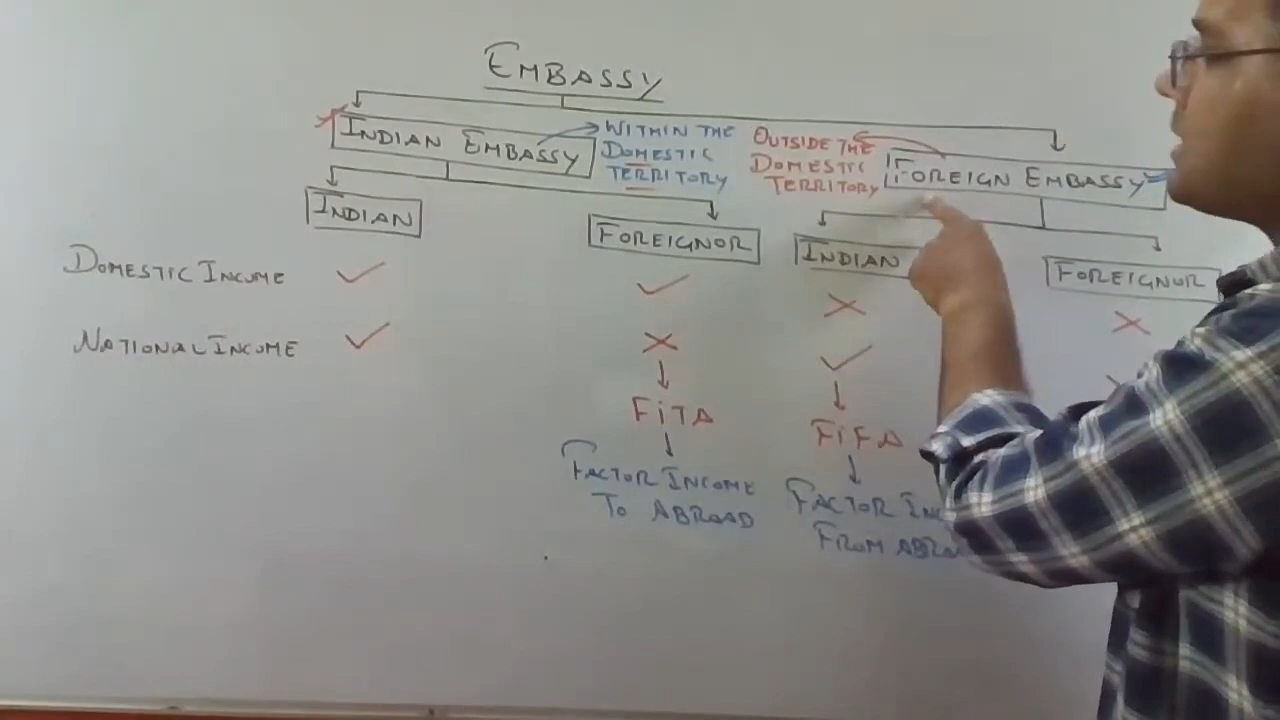 EMBASSY
INDIAN EMBASSY
WITHIN THE
DOMESTIC
TERRITORY
OUTSIDE THE
DOMESTIC
TERRITORY
FOREIGN EMBASSY
INDIAN
FOREIGNOR
INDIAN
FOREIGNOR
DOMESTIC INCOME ✓ ✓ ✗ ✗
NATIONAL INCOME ✓ ✗ ✓
FiTA
FiFA
FACTOR INCOME
TO ABROAD
FACTOR
FROM